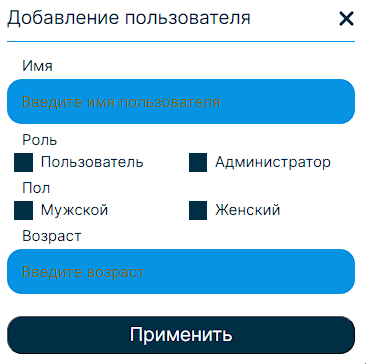 Добавление пользователя
Имя
Введите имя пользователя
Роль
Пользователь Администратор
Пол
Мужской Женский
Возраст
Введите возраст
Применить